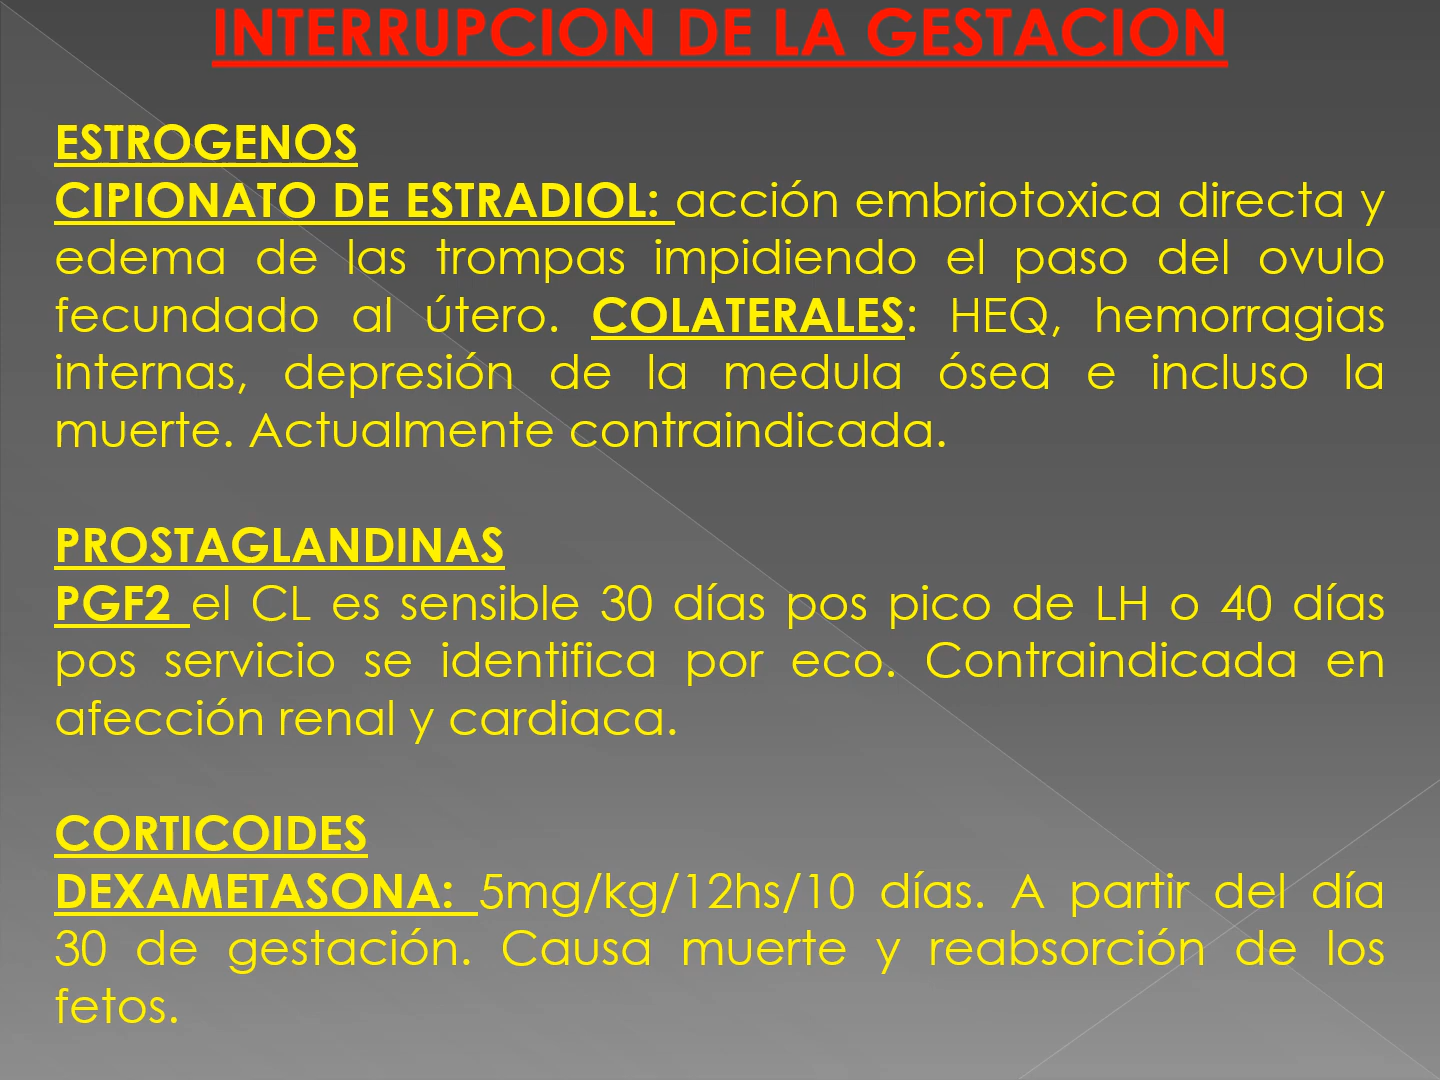 INTERRUPCION DE LA GESTACION
ESTROGENOS
CIPIONATO DE ESTRADIOL: acción embriotoxica directa y
edema de las trompas impidiendo el paso del ovulo
fecundado al útero. COLATERALES: HEQ, hemorragias
internas, depresión de la medula ósea e incluso la
muerte. Actualmente contraindicada.
PROSTAGLANDINAS
PGF2 el CL es sensible 30 días pos pico de LH o 40 días
pos servicio se identifica por eco. Contraindicada en
afección renal y cardiaca.
CORTICOIDES
DEXAMETASONA: 5mg/kg/12hs/10 días. A partir del día
30 de gestación. Causa muerte y reabsorción de los
fetos.